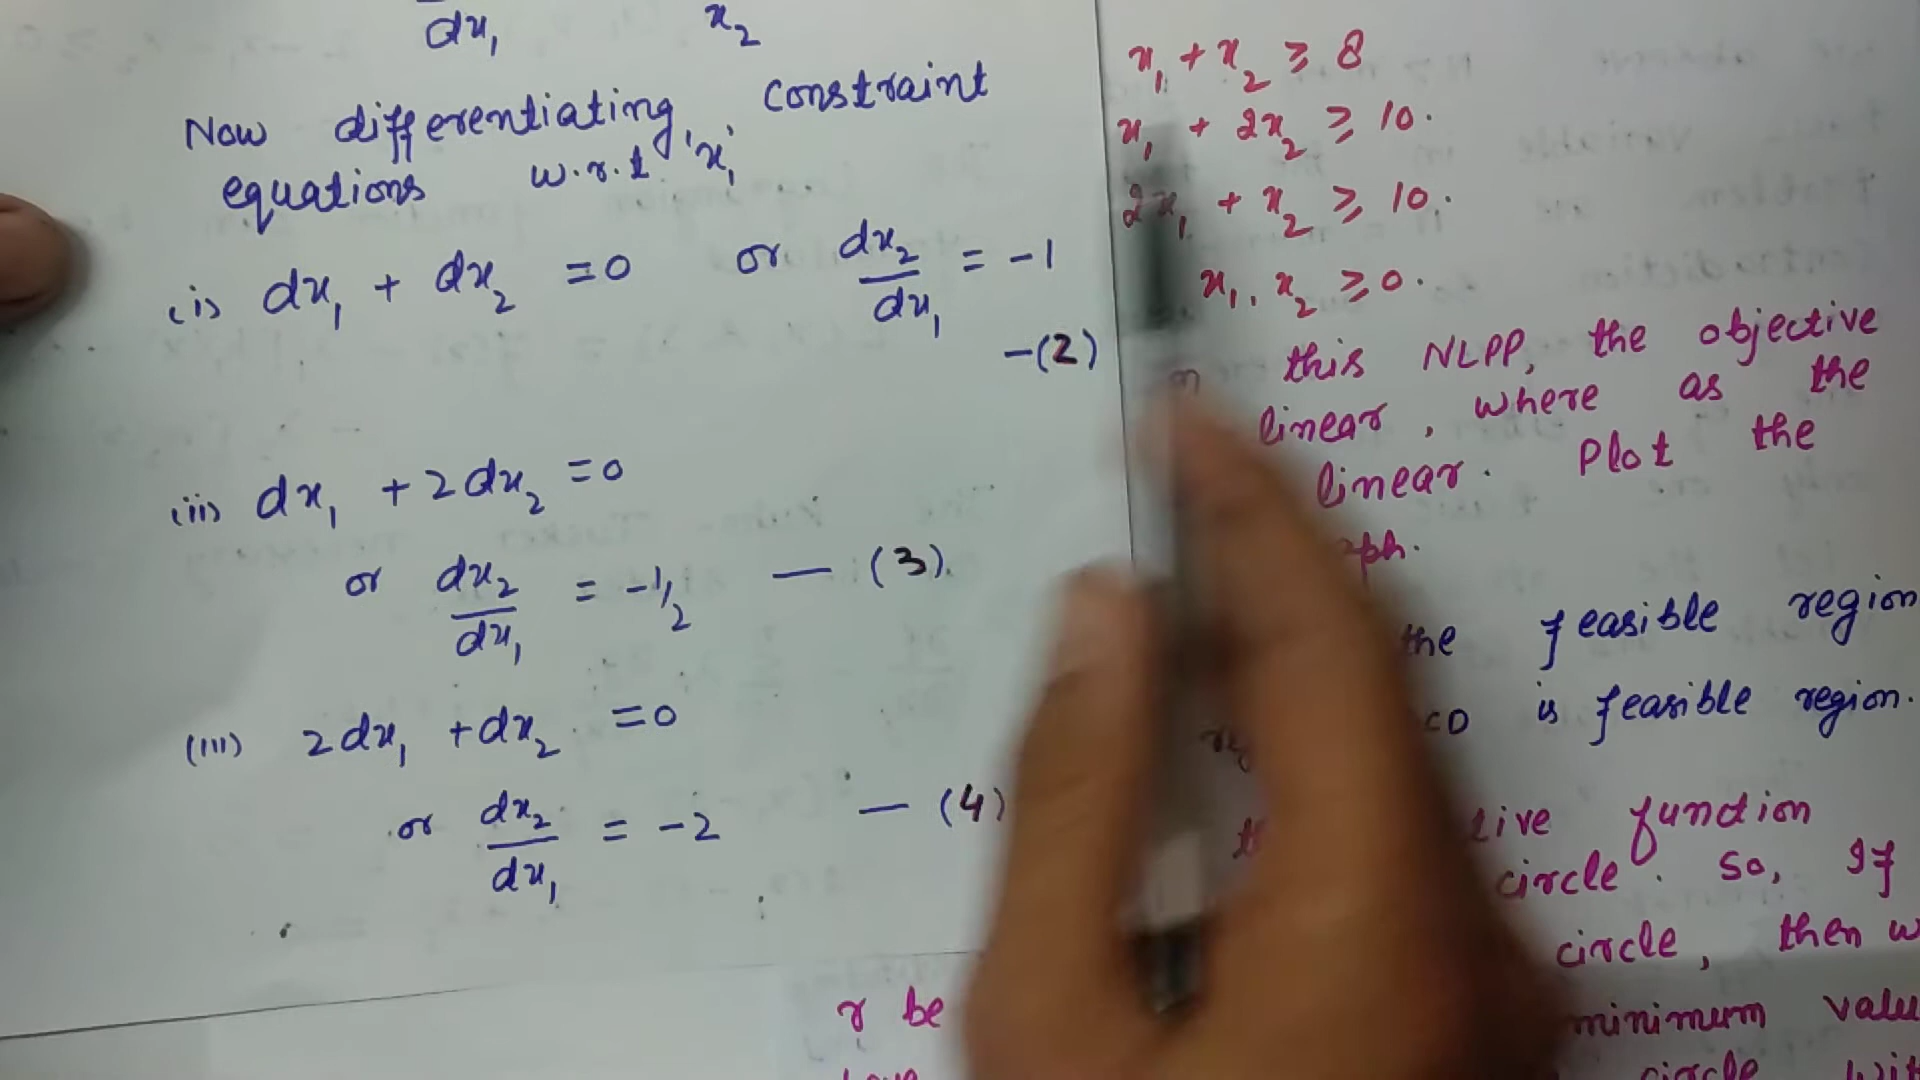 dx₁ x₂
Now differentiating constraint
equations w.r.t 'x₁'
(i) dx₁ + dx₂ = 0 or dx₂/dx₁ = -1
-(2)
(ii) dx₁ + 2dx₂ = 0
or dx₂/dx₁ = -1/2 — (3).
(iii) 2dx₁ + dx₂ = 0
or dx₂/dx₁ = -2 — (4)
x₁ + x₂ ≥ 8
x₁ + 2x₂ ≥ 10.
2x₁ + x₂ ≥ 10.
x₁, x₂ ≥ 0.
this NLPP, the objective
linear, where as the
linear. Plot the
the feasible region
CD is feasible region.
function
circle. So, If
circle, then
r be minimum
circle